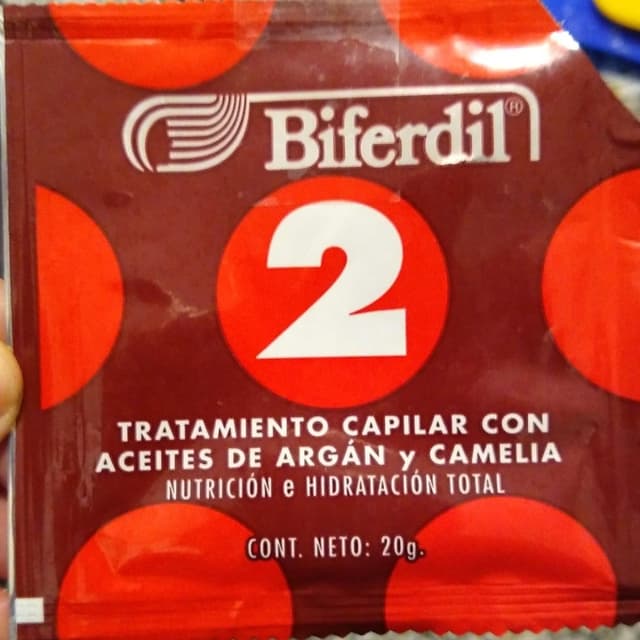 Biferdil®
2
TRATAMIENTO CAPILAR CON
ACEITES DE ARGÁN y CAMELIA
NUTRICIÓN e HIDRATACIÓN TOTAL
CONT. NETO: 20g.